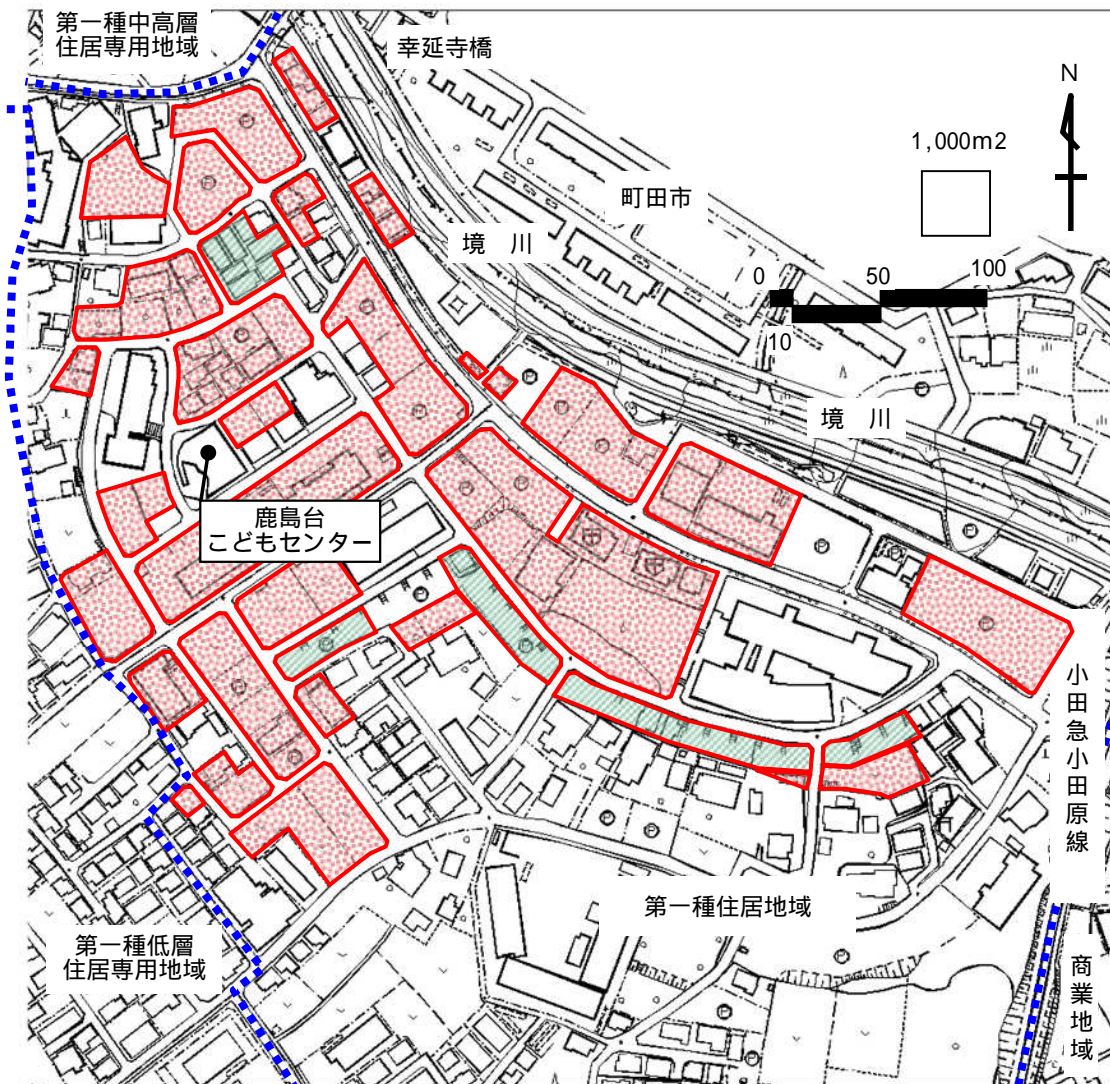 第一種中高層
住居専用地域
幸延寺橋
N
1,000m2
町田市
境 川
0
50
100
10
境 川
鹿島台
こどもセンター
小田急小田原線
第一種住居地域
第一種低層
住居専用地域
商業地域